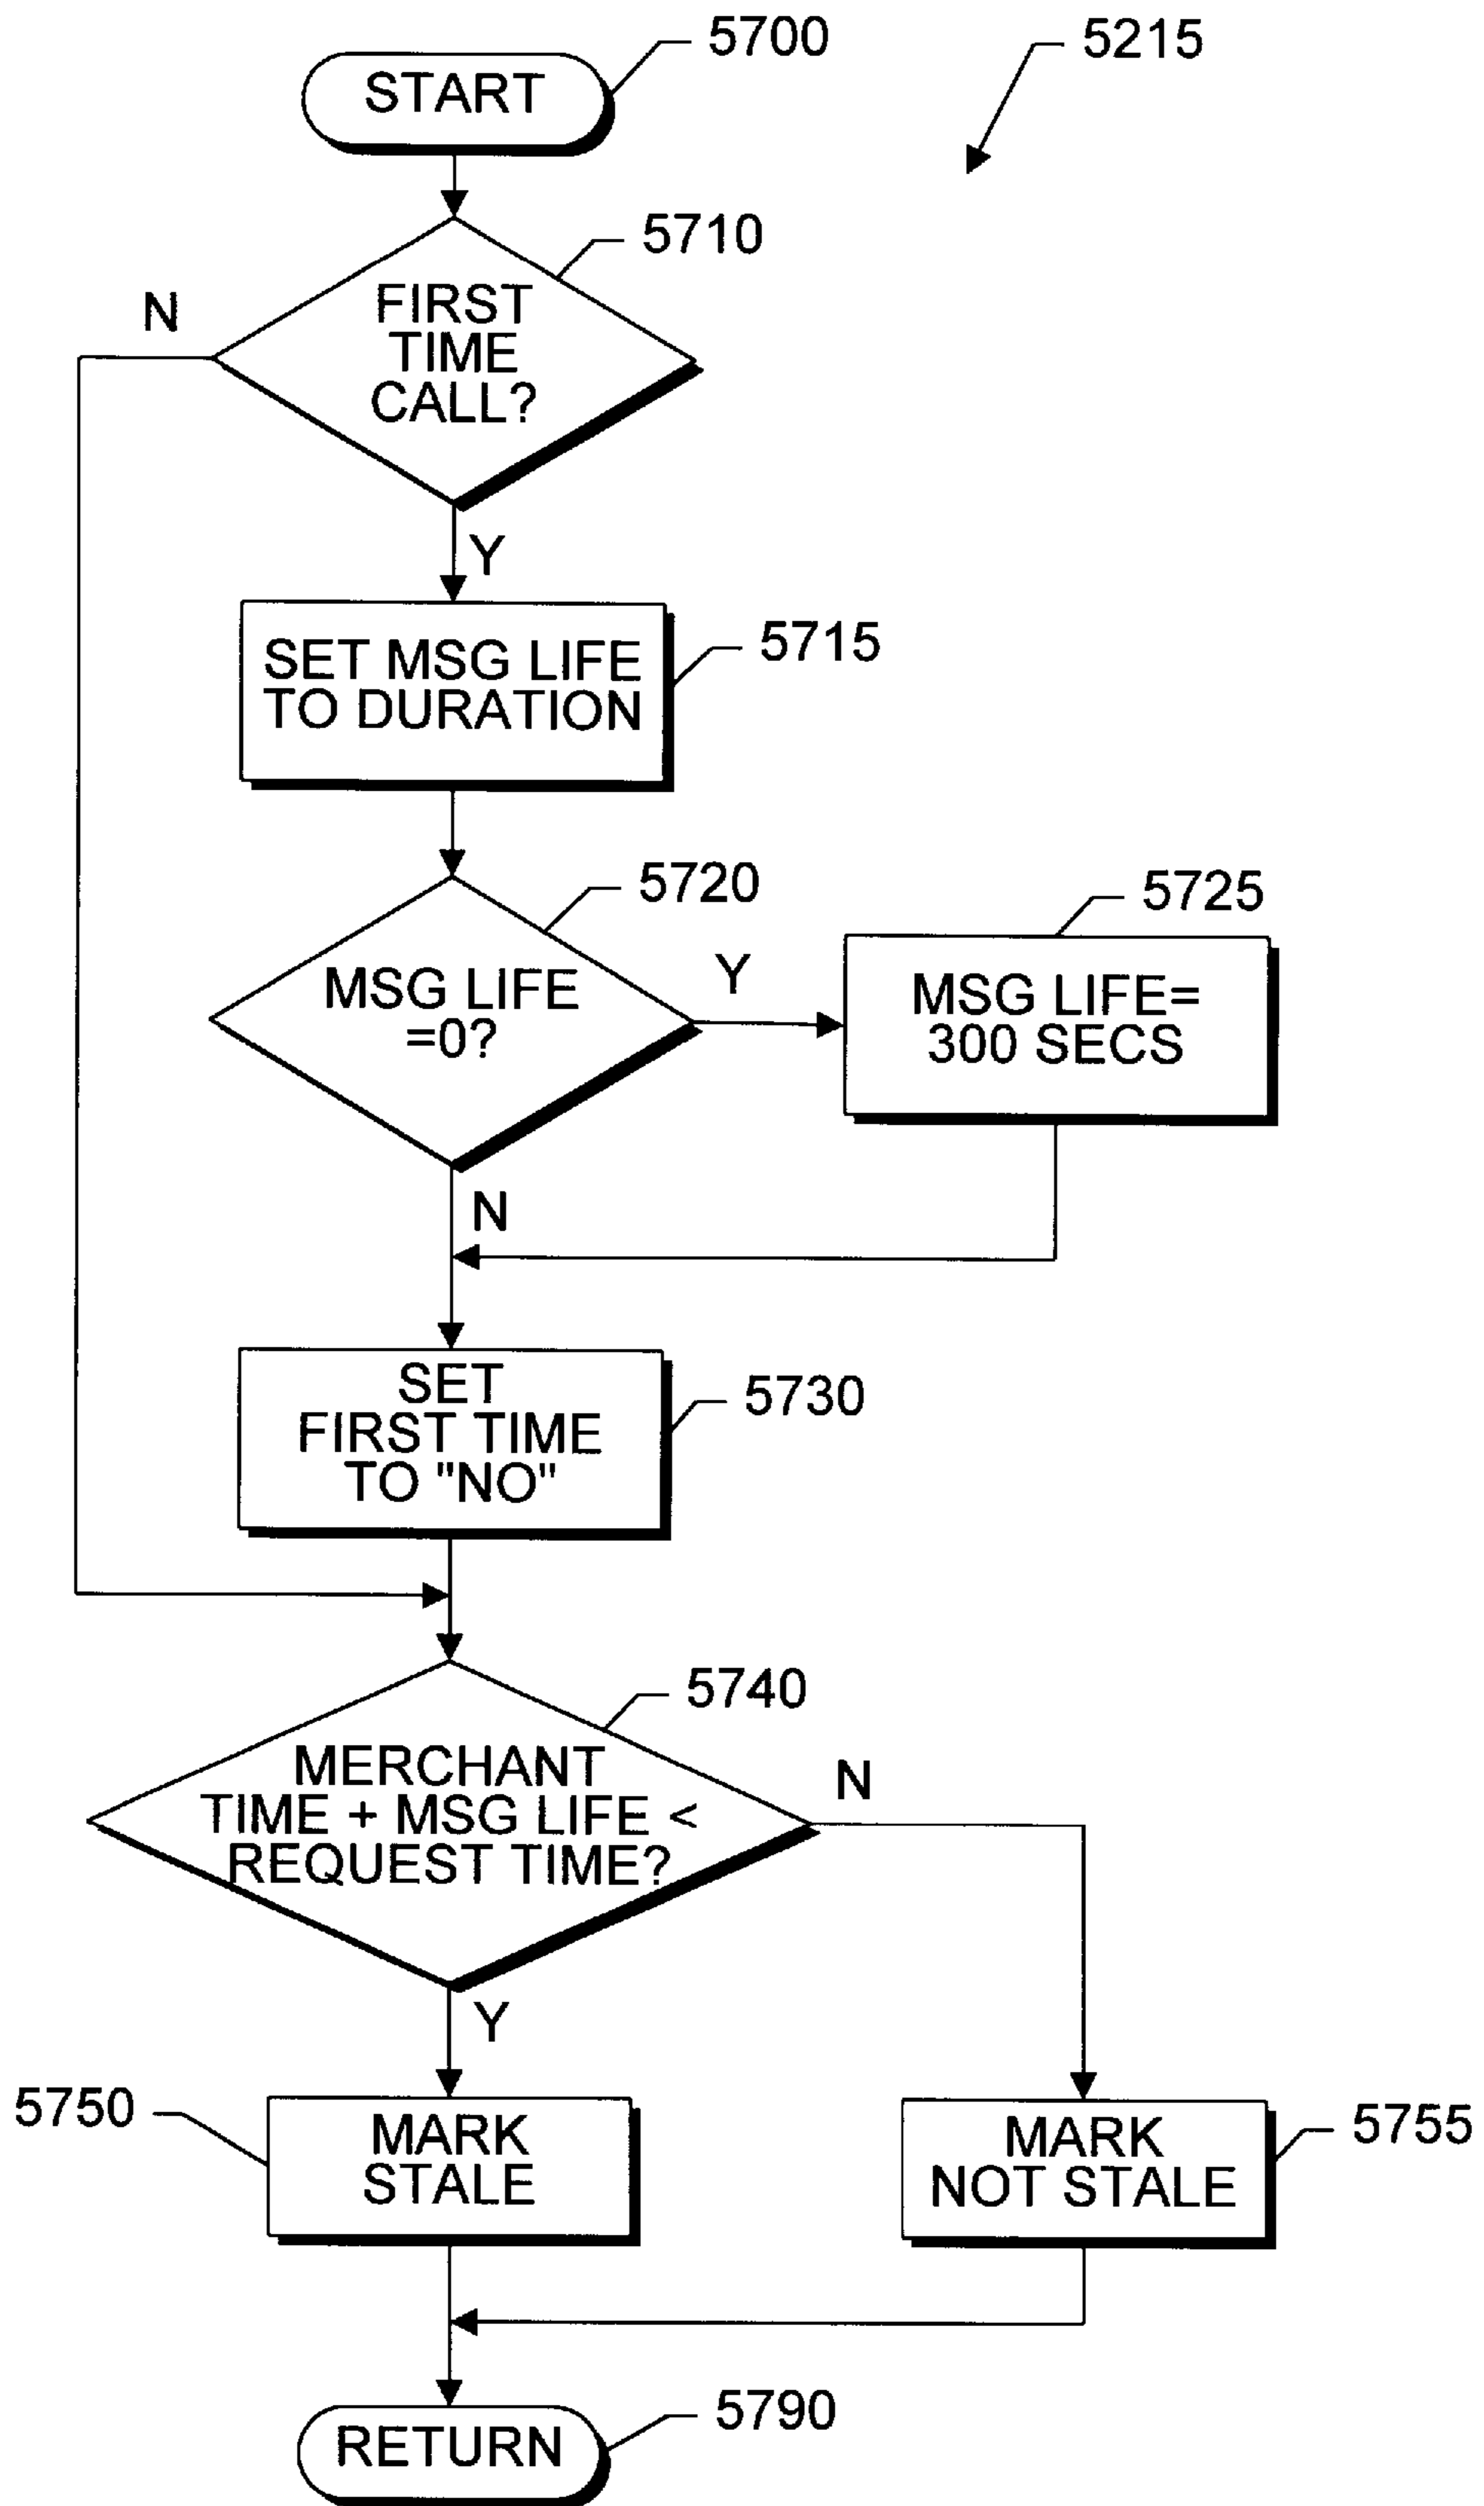 5700
5215
START
5710
N
FIRST
TIME
CALL?
Y
SET MSG LIFE
TO DURATION
5715
5720
5725
MSG LIFE
=0?
Y
MSG LIFE=
300 SECS
N
SET
FIRST TIME
TO "NO"
5730
5740
MERCHANT
TIME + MSG LIFE <
REQUEST TIME?
N
Y
5750
MARK
STALE
MARK
NOT STALE
5755
5790
RETURN